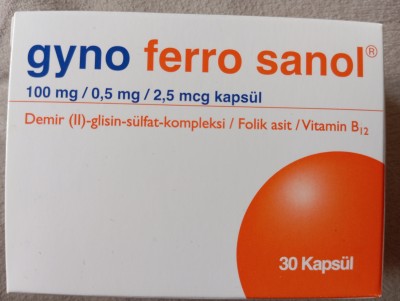 gyno ferro sanol®
100 mg / 0,5 mg / 2,5 mcg kapsül
Demir (II)-glisin-sülfat-kompleksi / Folik asit / Vitamin B₁₂
30 Kapsül